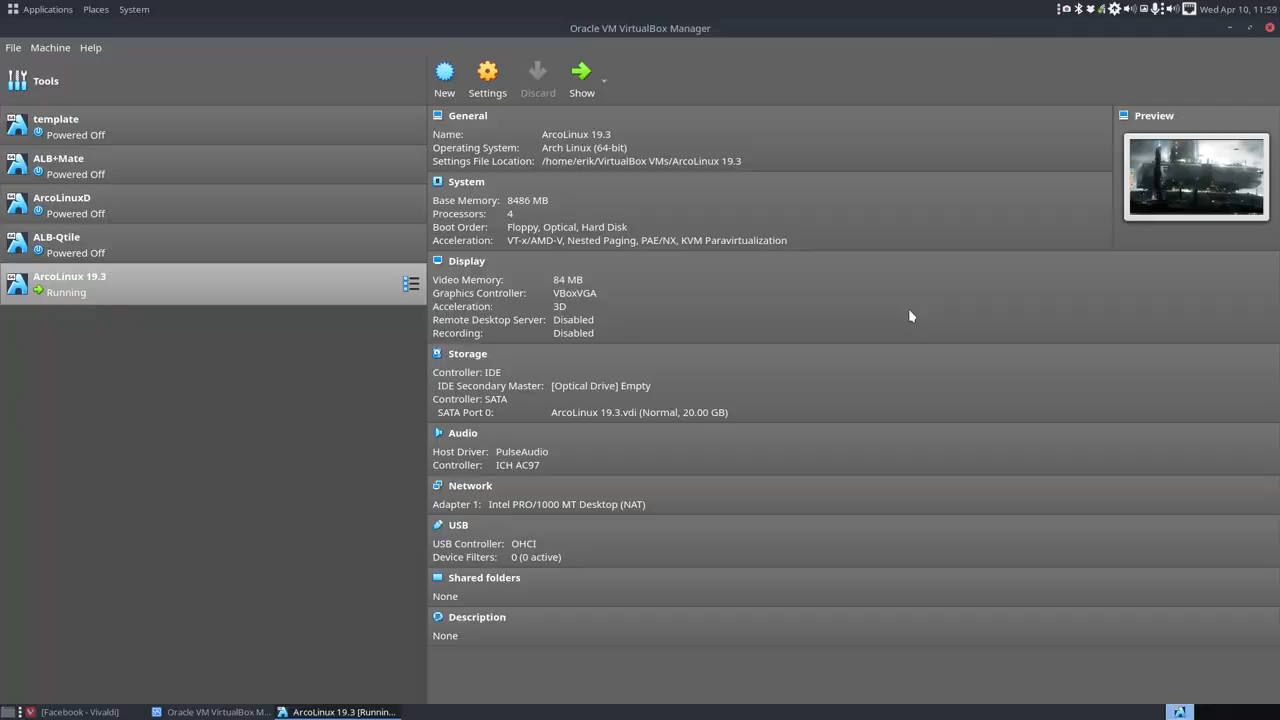 Applications Places System
Wed Apr 10, 11:59
Oracle VM VirtualBox Manager
File Machine Help
Tools
New Settings Discard Show
template
Powered Off
ALB+Mate
Powered Off
ArcoLinuxD
Powered Off
ALB-Qtile
Powered Off
ArcoLinux 19.3
Running
General
Name: ArcoLinux 19.3
Operating System: Arch Linux (64-bit)
Settings File Location: /home/erik/VirtualBox VMs/ArcoLinux 19.3
Preview
System
Base Memory: 8486 MB
Processors: 4
Boot Order: Floppy, Optical, Hard Disk
Acceleration: VT-x/AMD-V, Nested Paging, PAE/NX, KVM Paravirtualization
Display
Video Memory: 84 MB
Graphics Controller: VBoxVGA
Acceleration: 3D
Remote Desktop Server: Disabled
Recording: Disabled
Storage
Controller: IDE
IDE Secondary Master: [Optical Drive] Empty
Controller: SATA
SATA Port 0: ArcoLinux 19.3.vdi (Normal, 20.00 GB)
Audio
Host Driver: PulseAudio
Controller: ICH AC97
Network
Adapter 1: Intel PRO/1000 MT Desktop (NAT)
USB
USB Controller: OHCI
Device Filters: 0 (0 active)
Shared folders
None
Description
None
[Facebook - Vivaldi] Oracle VM VirtualBox M... ArcoLinux 19.3 [Runnin...